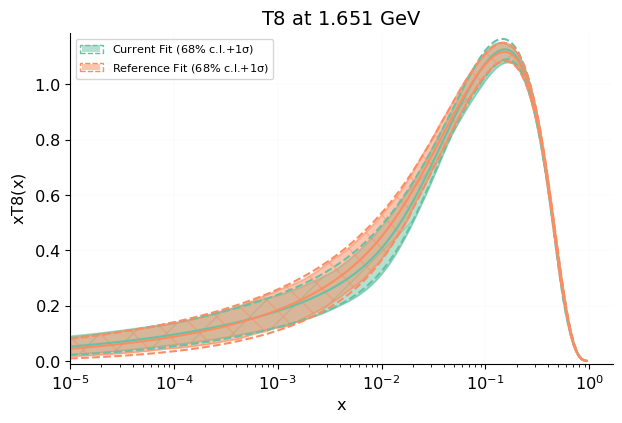 T8 at 1.651 GeV
Current Fit (68% c.l.+1σ)
Reference Fit (68% c.l.+1σ)
xT8(x)
1.0
0.8
0.6
0.4
0.2
0.0
10⁻⁵ 10⁻⁴ 10⁻³ 10⁻² 10⁻¹ 10⁰
x